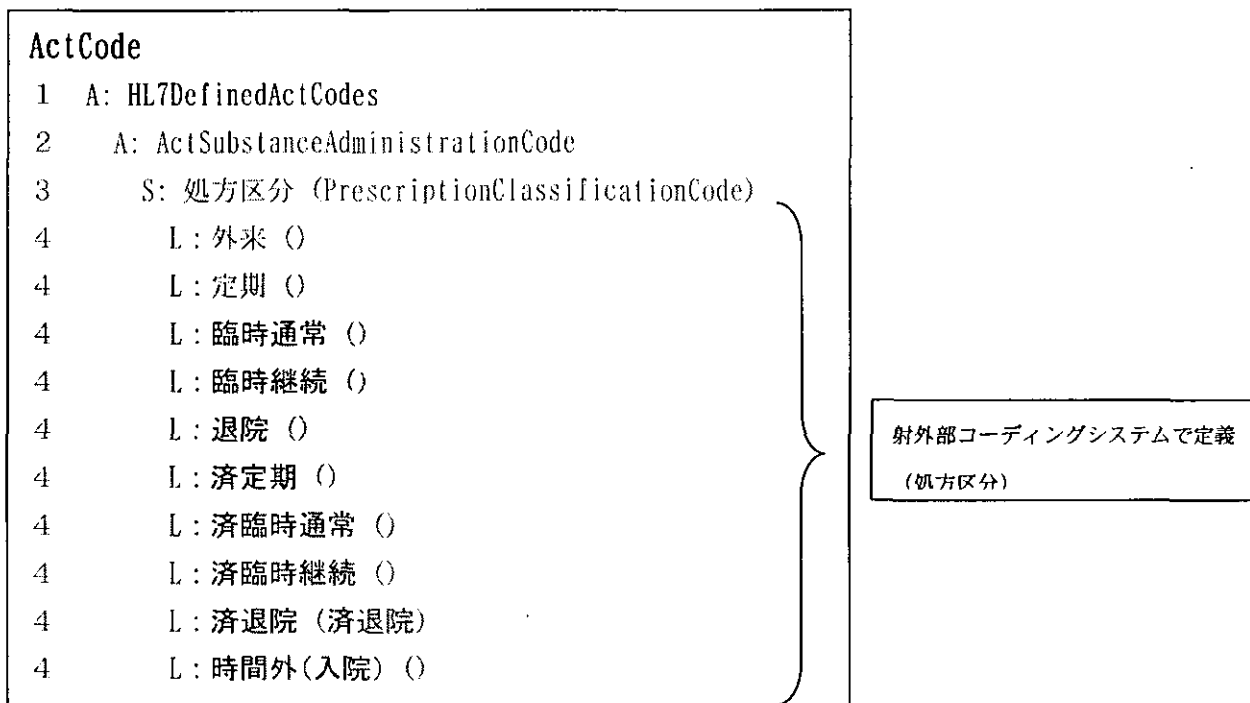 ActCode
1 A: HL7DefinedActCodes
2 A: ActSubstanceAdministrationCode
3 S: 処方区分 (PrescriptionClassificationCode)
4 L: 外来 ()
4 L: 定期 ()
4 L: 臨時通常 ()
4 L: 臨時継続 ()
4 L: 退院 ()
4 L: 済定期 ()
4 L: 済臨時通常 ()
4 L: 済臨時継続 ()
4 L: 済退院 (済退院)
4 L: 時間外(入院) ()
射外部コーディングシステムで定義
(処方区分)